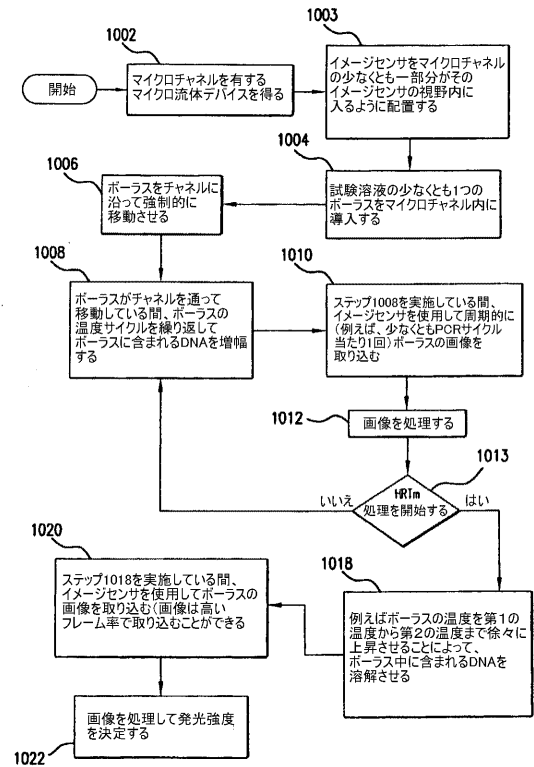 1002
1003
開始
マイクロチャネルを有する
マイクロ流体デバイスを得る
イメージセンサをマイクロチャネル
の少なくとも一部分がその
イメージセンサの視野内に
入るように配置する
1004
試験溶液の少なくとも1つの
ボーラスをマイクロチャネル内に
導入する
1006
ボーラスをチャネルに
沿って強制的に
移動させる
1008
ボーラスがチャネルを通って
移動している間、ボーラスの
温度サイクルを繰り返して
ボーラスに含まれるDNAを増幅
する
1010
ステップ1008を実施している間、
イメージセンサを使用して周期的に
(例えば、少なくともPCRサイクル
当たり1回)ボーラスの画像を
取り込む
1012
画像を処理する
1013
HRTm
処理を開始する
いいえ
はい
1018
例えばボーラスの温度を第1の
温度から第2の温度まで徐々に
上昇させることによって、
ボーラス中に含まれるDNAを
溶解させる
1020
ステップ1018を実施している間、
イメージセンサを使用してボーラスの
画像を取り込む(画像は高い
フレーム率で取り込むことができる
画像を処理して発光強度
を決定する
1022